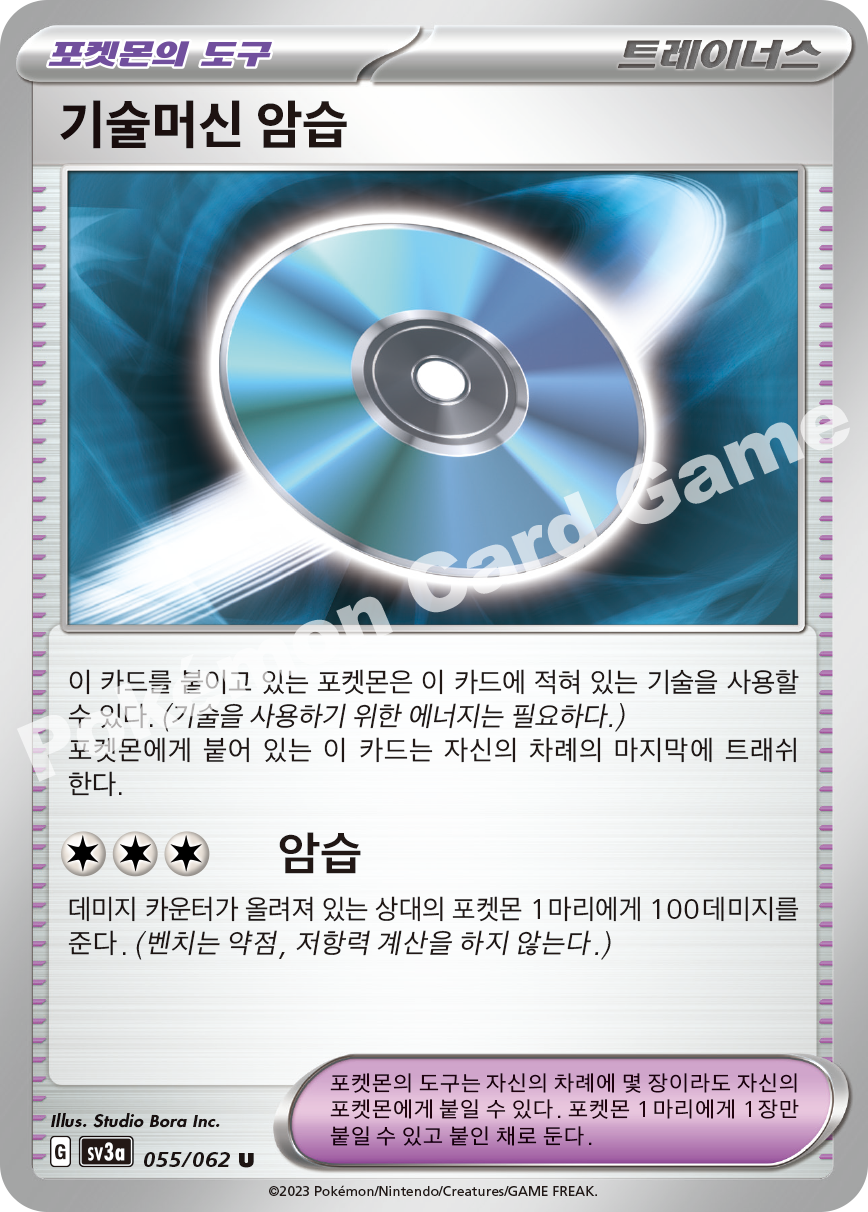 포켓몬의 도구
트레이너스
기술머신 암습
이 카드를 붙이고 있는 포켓몬은 이 카드에 적혀 있는 기술을 사용할
수 있다. (기술을 사용하기 위한 에너지는 필요하다.)
포켓몬에게 붙어 있는 이 카드는 자신의 차례의 마지막에 트래쉬
한다.
암습
데미지 카운터가 올려져 있는 상대의 포켓몬 1마리에게 100데미지를
준다. (벤치는 약점, 저항력 계산을 하지 않는다.)
포켓몬의 도구는 자신의 차례에 몇 장이라도 자신의
포켓몬에게 붙일 수 있다. 포켓몬 1마리에게 1장만
붙일 수 있고 붙인 채로 둔다.
Illus. Studio Bora Inc.
G sv3a 055/062 U
©2023 Pokémon/Nintendo/Creatures/GAME FREAK.
Pokémon Card Game